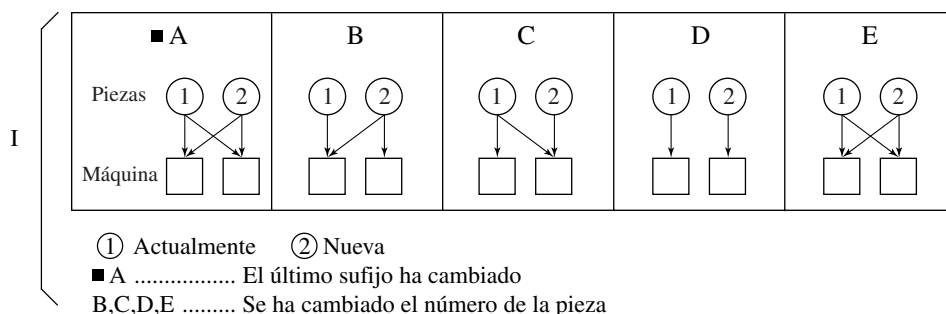 ■ A B C D E
Piezas 1 2 1 2 1 2 1 2 1 2
I
Máquina
1 Actualmente 2 Nueva
■ A ................. El último sufijo ha cambiado
B,C,D,E ......... Se ha cambiado el número de la pieza